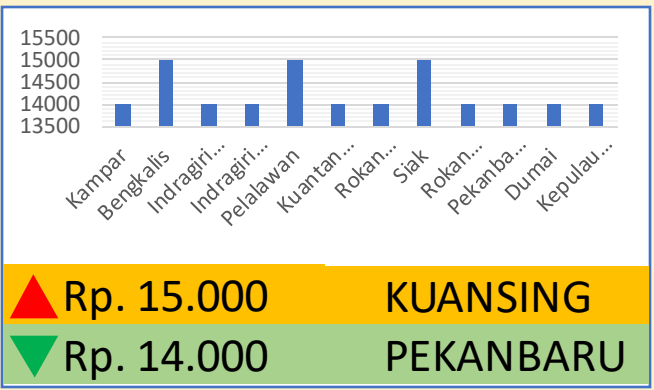 15500
15000
14500
14000
13500
Kampar
Bengkalis
Indragiri...
Indragiri...
Pelalawan
Kuantan...
Rokan...
Siak
Rokan...
Pekanba...
Dumai
Kepulau...
Rp. 15.000 KUANSING
Rp. 14.000 PEKANBARU